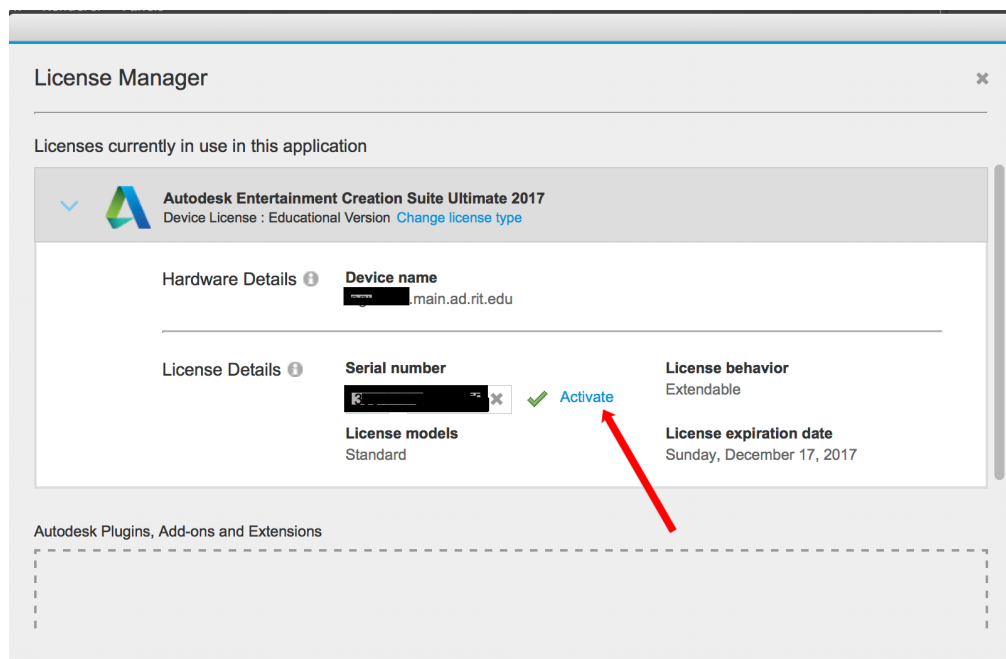 License Manager
Licenses currently in use in this application
Autodesk Entertainment Creation Suite Ultimate 2017
Device License : Educational Version Change license type
Hardware Details
Device name
.main.ad.rit.edu
License Details
Serial number
License behavior
Activate
Extendable
License models
License expiration date
Standard
Sunday, December 17, 2017
Autodesk Plugins, Add-ons and Extensions